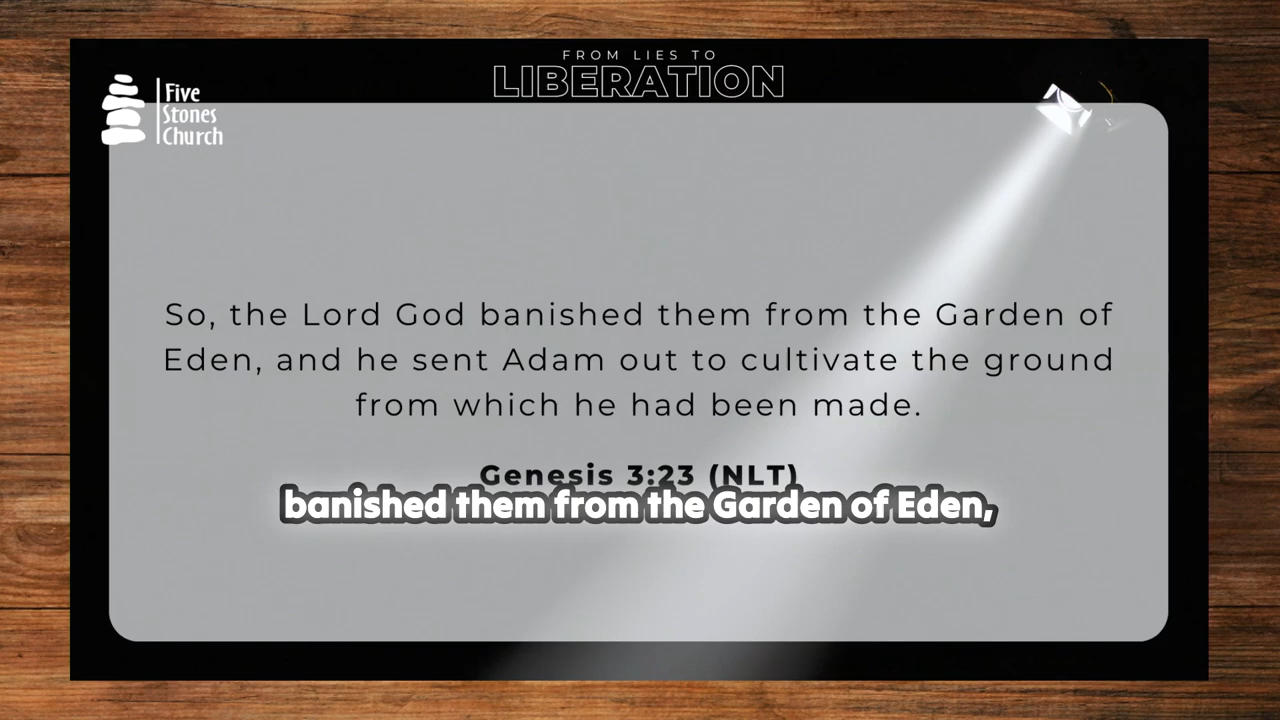 FROM LIES TO
LIBERATION
Five
Stones
Church
So, the Lord God banished them from the Garden of
Eden, and he sent Adam out to cultivate the ground
from which he had been made.
Genesis 3:23 (NLT)
banished them from the Garden of Eden,